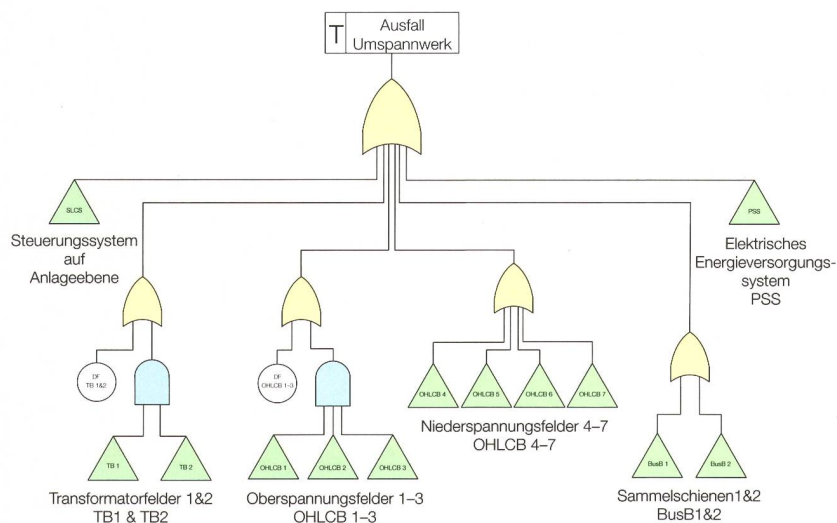 T
Ausfall
Umspannwerk
SLCS
Steuerungssystem
auf
Anlageebene
PSS
Elektrisches
Energieversorgungs-
system
PSS
DF
TB 1&2
TB 1
TB 2
Transformatorfelder 1&2
TB1 & TB2
DF
OHLCB 1–3
OHLCB 1
OHLCB 2
OHLCB 3
Oberspannungsfelder 1–3
OHLCB 1–3
OHLCB 4
OHLCB 5
OHLCB 6
OHLCB 7
Niederspannungsfelder 4–7
OHLCB 4–7
BusB 1
BusB 2
Sammelschienen1&2
BusB1&2